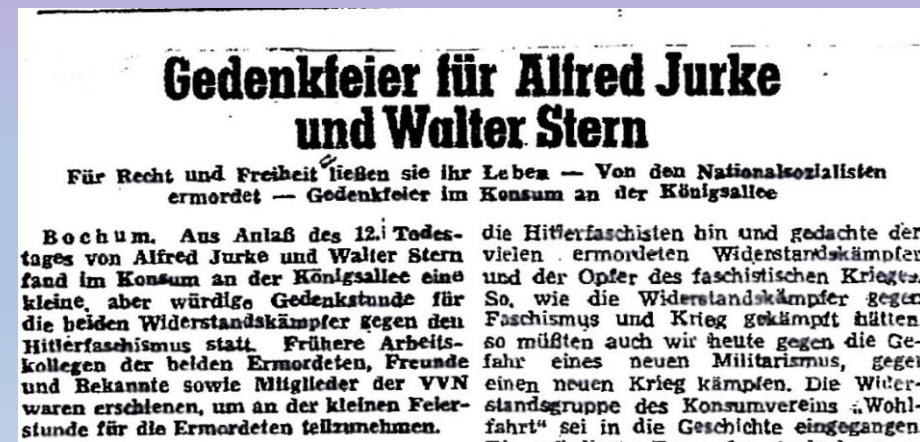 Gedenkfeier für Alfred Jurke
und Walter Stern
Für Recht und Freiheit ließen sie ihr Leben — Von den Nationalsozialisten
ermordet — Gedenkfeier im Konsum an der Königsallee
Bochum. Aus Anlaß des 12. Todes-
tages von Alfred Jurke und Walter Stern
fand im Konsum an der Königsallee eine
kleine, aber würdige Gedenkstunde für
die beiden Widerstandskämpfer gegen den
Hitlerfaschismus statt. Frühere Arbeits-
kollegen der beiden Ermordeten, Freunde
und Bekannte sowie Mitglieder der VVN
waren erschienen, um an der kleinen Feier-
stunde für die Ermordeten teilzunehmen.
die Hitlerfaschisten hin und gedachte der
vielen ermordeten Widerstandskämpfer
und der Opfer des faschistischen Krieges.
So, wie die Widerstandskämpfer gegen
Faschismus und Krieg gekämpft hätten
so müßten auch wir heute gegen die Ge-
fahr eines neuen Militarismus, gegen
einen neuen Krieg kämpfen. Die Wider-
standsgruppe des Konsumvereins „Wohl-
fahrt" sei in die Geschichte eingegangen